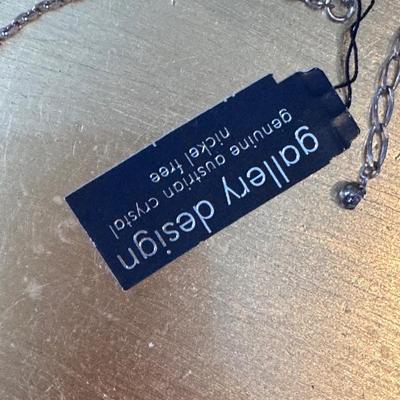 gallery design
genuine austrian crystal
nickel free